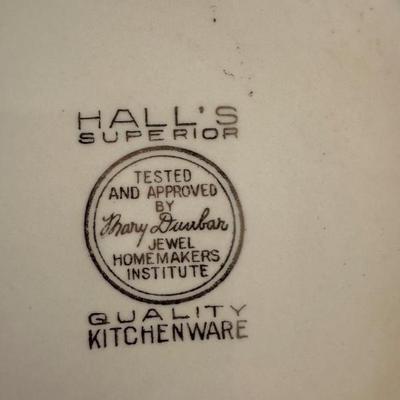 HALL'S
SUPERIOR
TESTED
AND APPROVED
BY
Mary Dunbar
JEWEL
HOMEMAKERS
INSTITUTE
QUALITY
KITCHENWARE